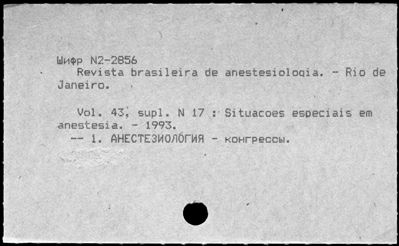 Шифр N2-2856
Revista brasileira de anestesiologia. - Rio de
Janeiro.
Vol. 43, supl. N 17 : Situacoes especiais em
anestesia. - 1993.
-- 1. АНЕСТЕЗИОЛОГИЯ - конгрессы.